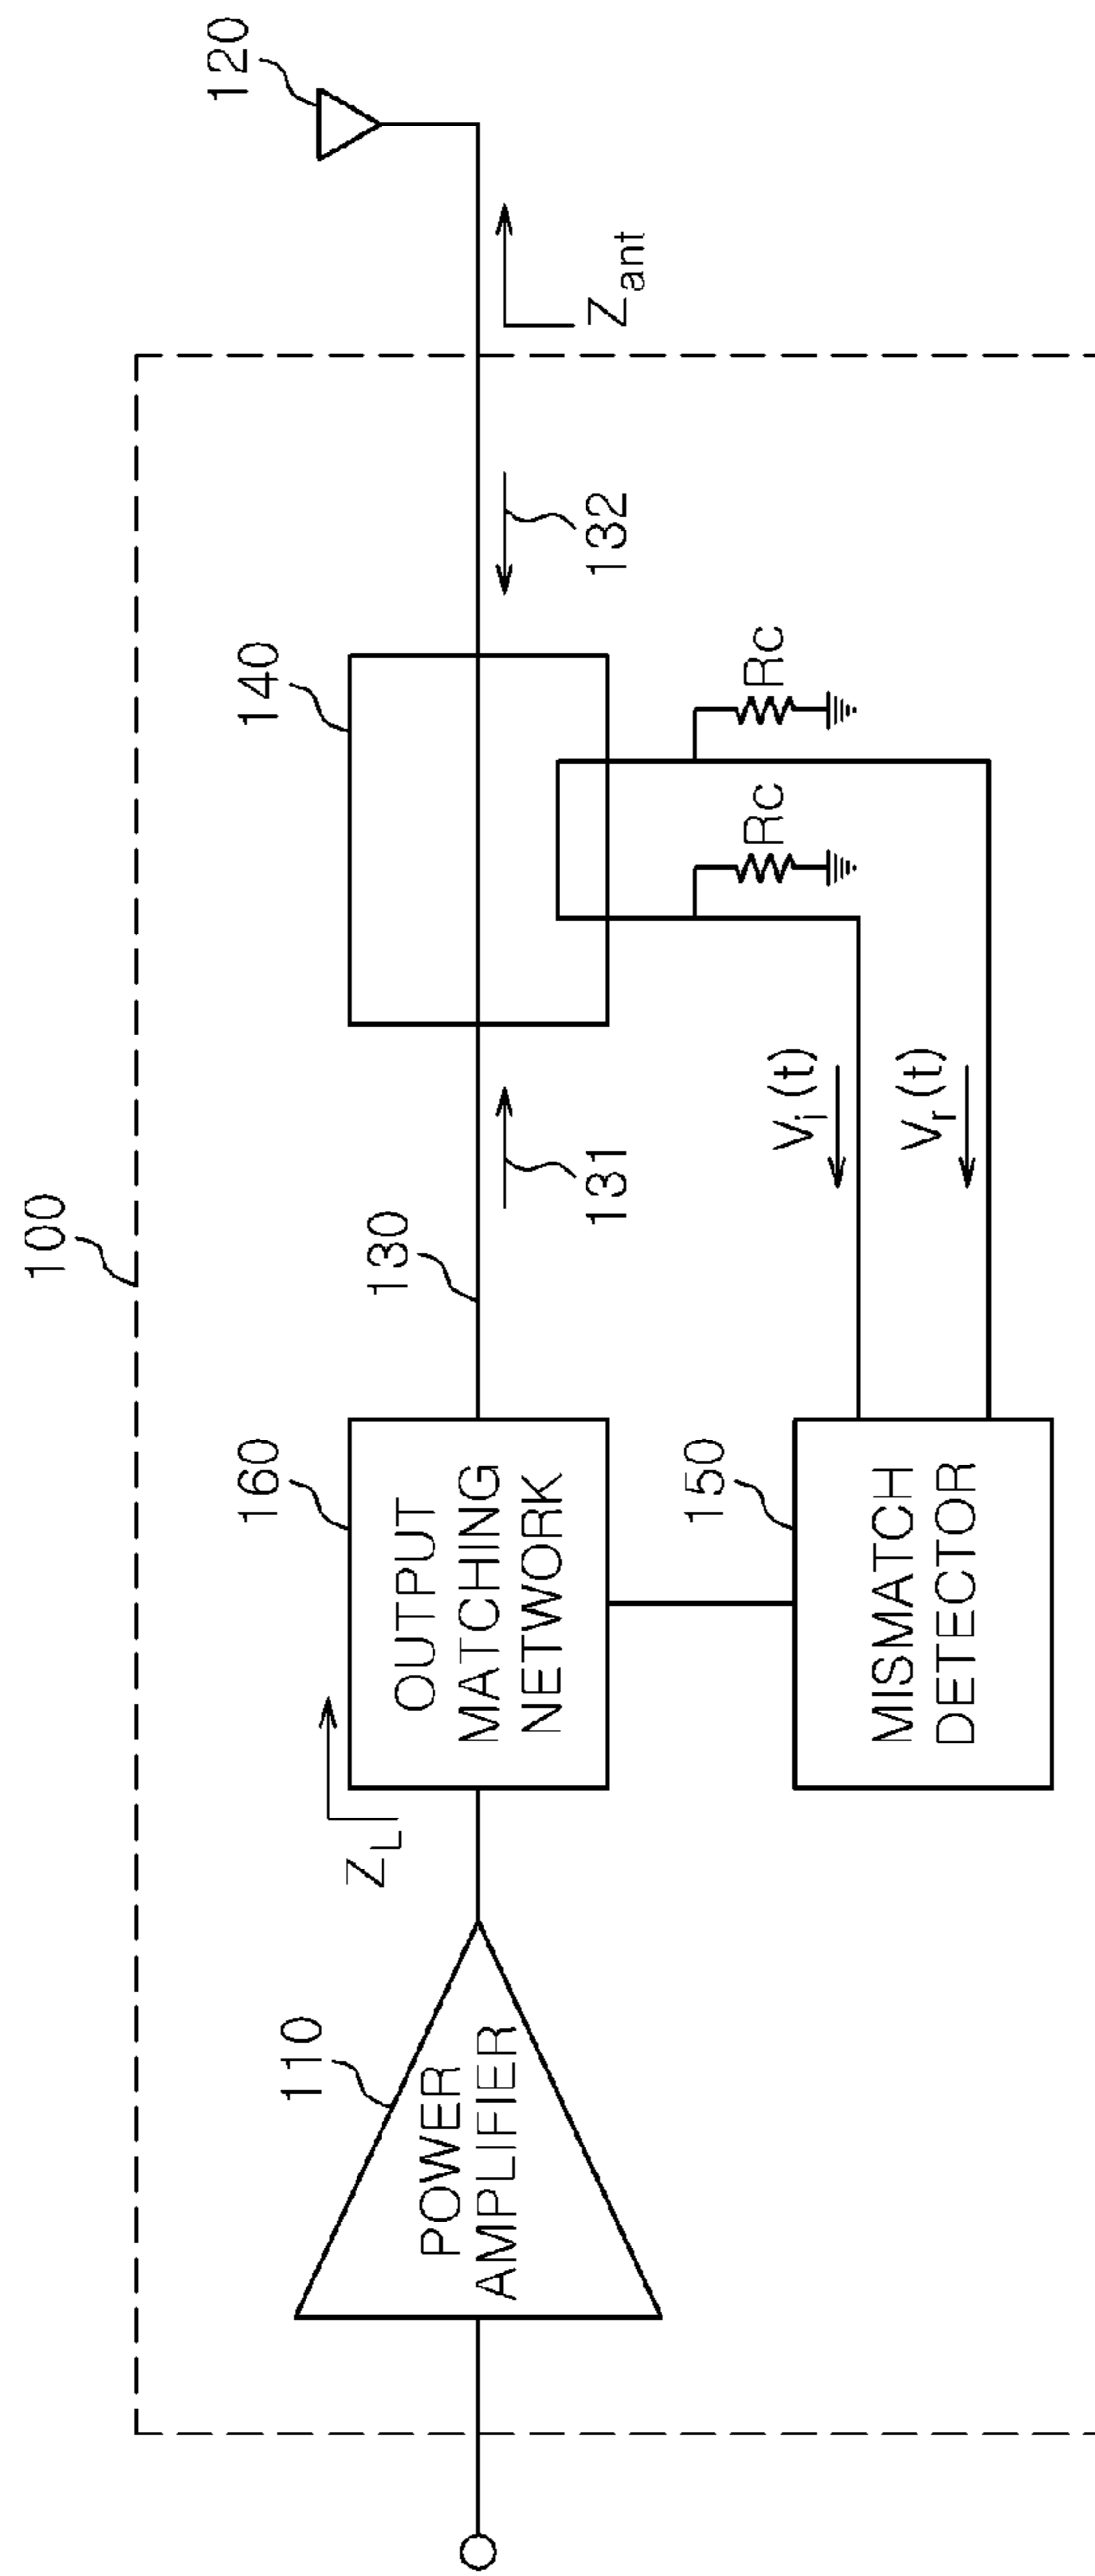 100
120
110
Z_L
160
130
140
POWER
AMPLIFIER
OUTPUT
MATCHING
NETWORK
131
132
Z_ant
150
MISMATCH
DETECTOR
V_i(t)
V_r(t)
Rc
Rc